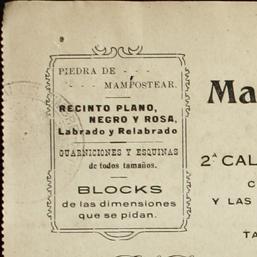 PIEDRA DE - - -
- - - MAMPOSTEAR.
RECINTO PLANO,
NEGRO Y ROSA,
Labrado y Relabrado
GUARNICIONES Y ESQUINAS
de todos tamaños.
BLOCKS
de las dimensiones
que se pidan.
Ma
2ª CAL
C
Y LAS
TA